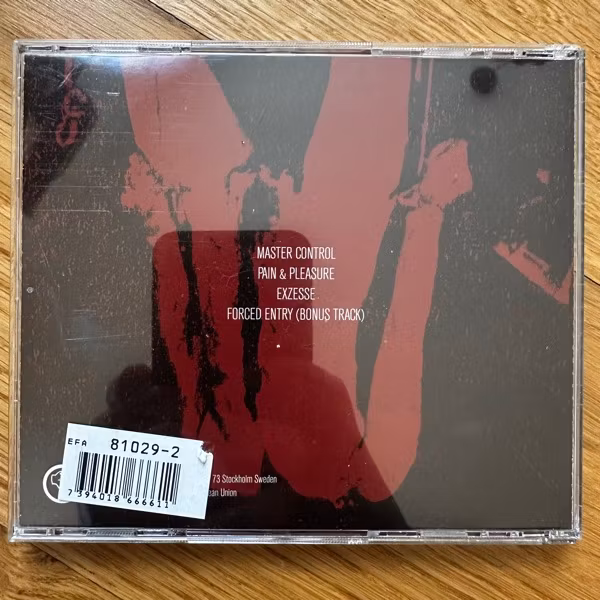 MASTER CONTROL
PAIN & PLEASURE
EXZESSE
FORCED ENTRY (BONUS TRACK)
*
EFA 81029-2
7 394018 666611
73 Stockholm Sweden
Union